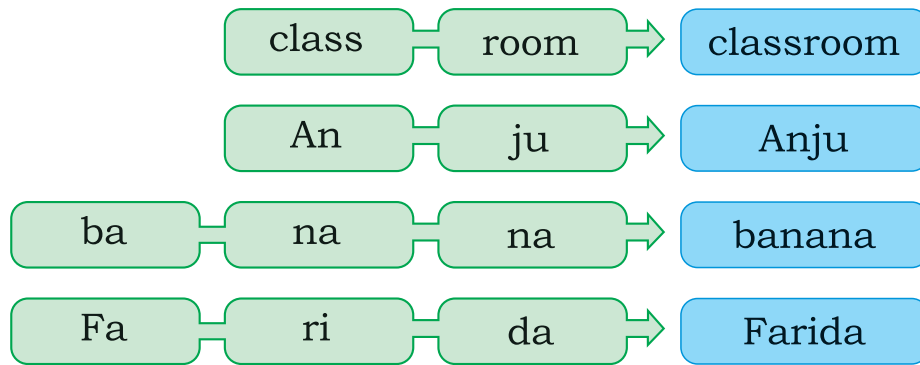 class room classroom
An ju Anju
ba na na banana
Fa ri da Farida